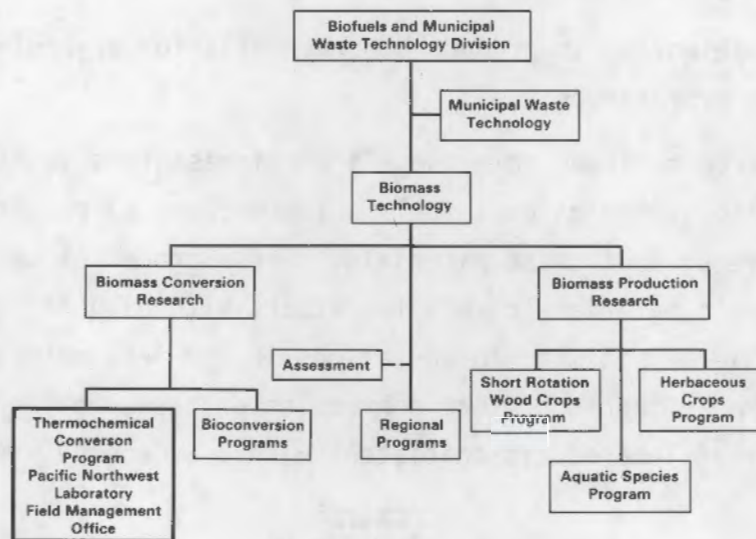 Biofuels and Municipal
Waste Technology Division
Municipal Waste
Technology
Biomass
Technology
Biomass Conversion
Research
Biomass Production
Research
Assessment
Thermochemical
Converson
Program
Pacific Northwest
Laboratory
Field Management
Office
Bioconversion
Programs
Regional
Programs
Short Rotation
Wood Crops
Program
Herbaceous
Crops
Program
Aquatic Species
Program